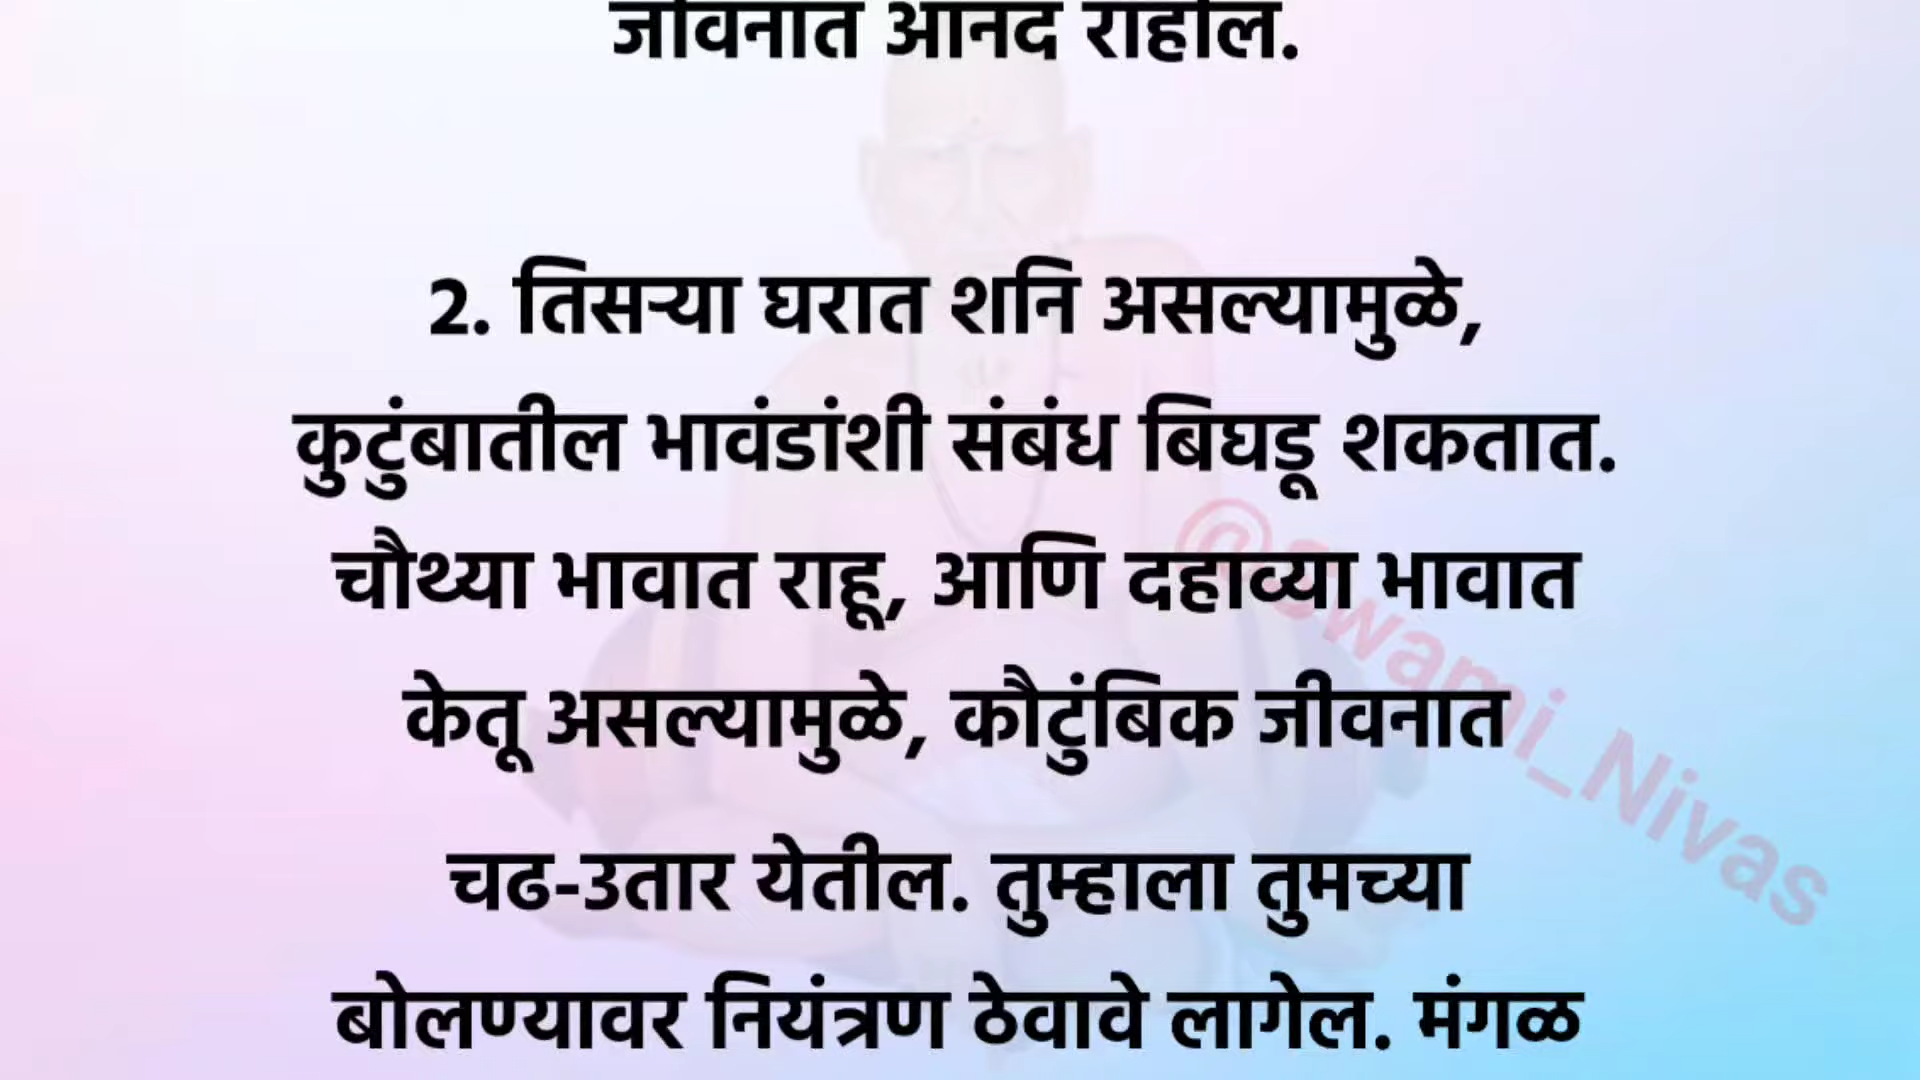 जीवनात आनंद राहील.
2. तिसऱ्या घरात शनि असल्यामुळे,
कुटुंबातील भावंडांशी संबंध बिघडू शकतात.
चौथ्या भावात राहू, आणि दहाव्या भावात
केतू असल्यामुळे, कौटुंबिक जीवनात
चढ-उतार येतील. तुम्हाला तुमच्या
बोलण्यावर नियंत्रण ठेवावे लागेल. मंगळ
@Swami_Nivas